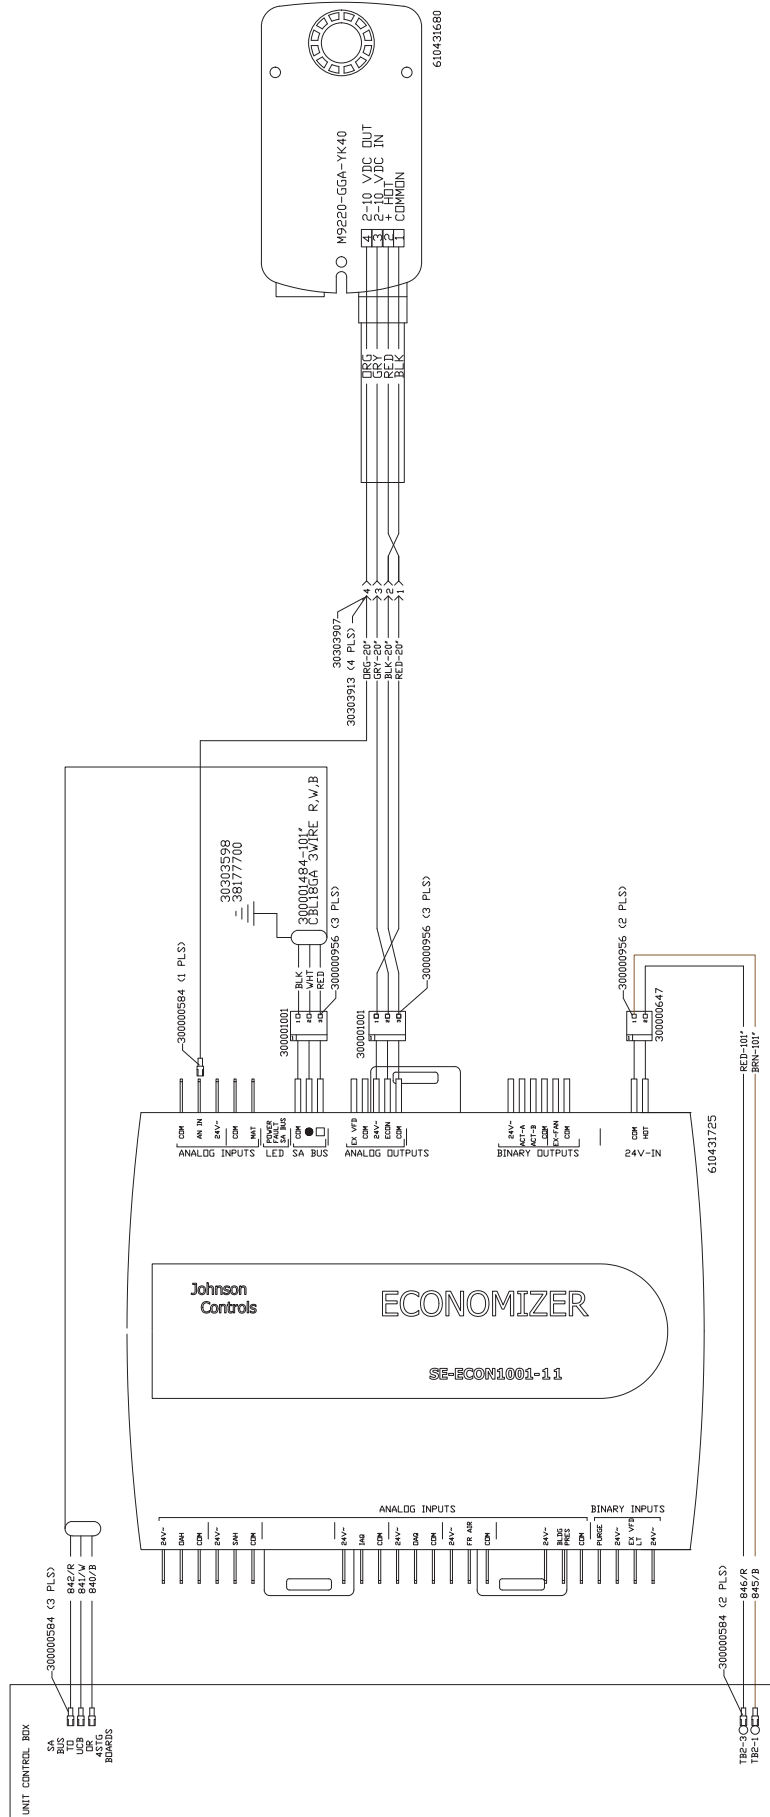 610431680
M9220-GGA-YK40
4 2-10 VDC OUT
3 2-10 VDC IN
2 + HOT
1 COMMON
ORG
GRY
RED
BLK
30303907
30303913 (4 PLS)
4
3
2
1
ORG-20"
GRY-20"
BLK-20"
RED-20"
30303598
38177700
300001484-101"
CBL18GA 3WIRE R,W,B
300000584 (1 PLS)
BLK
WHT
RED
300000956 (3 PLS)
300001001
1
2
3
300001001
1
2
3
300000956 (3 PLS)
300000956 (2 PLS)
1
2
300000647
RED-101"
BRN-101"
COM
AN IN
24V~
COM
MAT
ANALOG INPUTS
POWER
FAULT
SA BUS
LED
COM
SA BUS
EX VFD
COM
24V~
ECON
COM
ANALOG OUTPUTS
24V~
ACT-A
ACT-B
COM
EX-FAN
COM
BINARY OUTPUTS
COM
HOT
24V-IN
610431725
Johnson
Controls
ECONOMIZER
SE-ECON1001-11
ANALOG INPUTS
BINARY INPUTS
24V~
OAH
COM
24V~
SAH
COM
24V~
IAQ
COM
24V~
OAQ
COM
24V~
FR AIR
COM
24V~
BLDG
PRES
COM
PURGE
24V~
EX VFD
LT
24V~
300000584 (3 PLS)
842/R
841/W
840/B
300000584 (2 PLS)
846/R
845/B
UNIT CONTROL BOX
SA
BUS
TO
UCB
OR
4STG
BOARDS
TB2-3
TB2-1